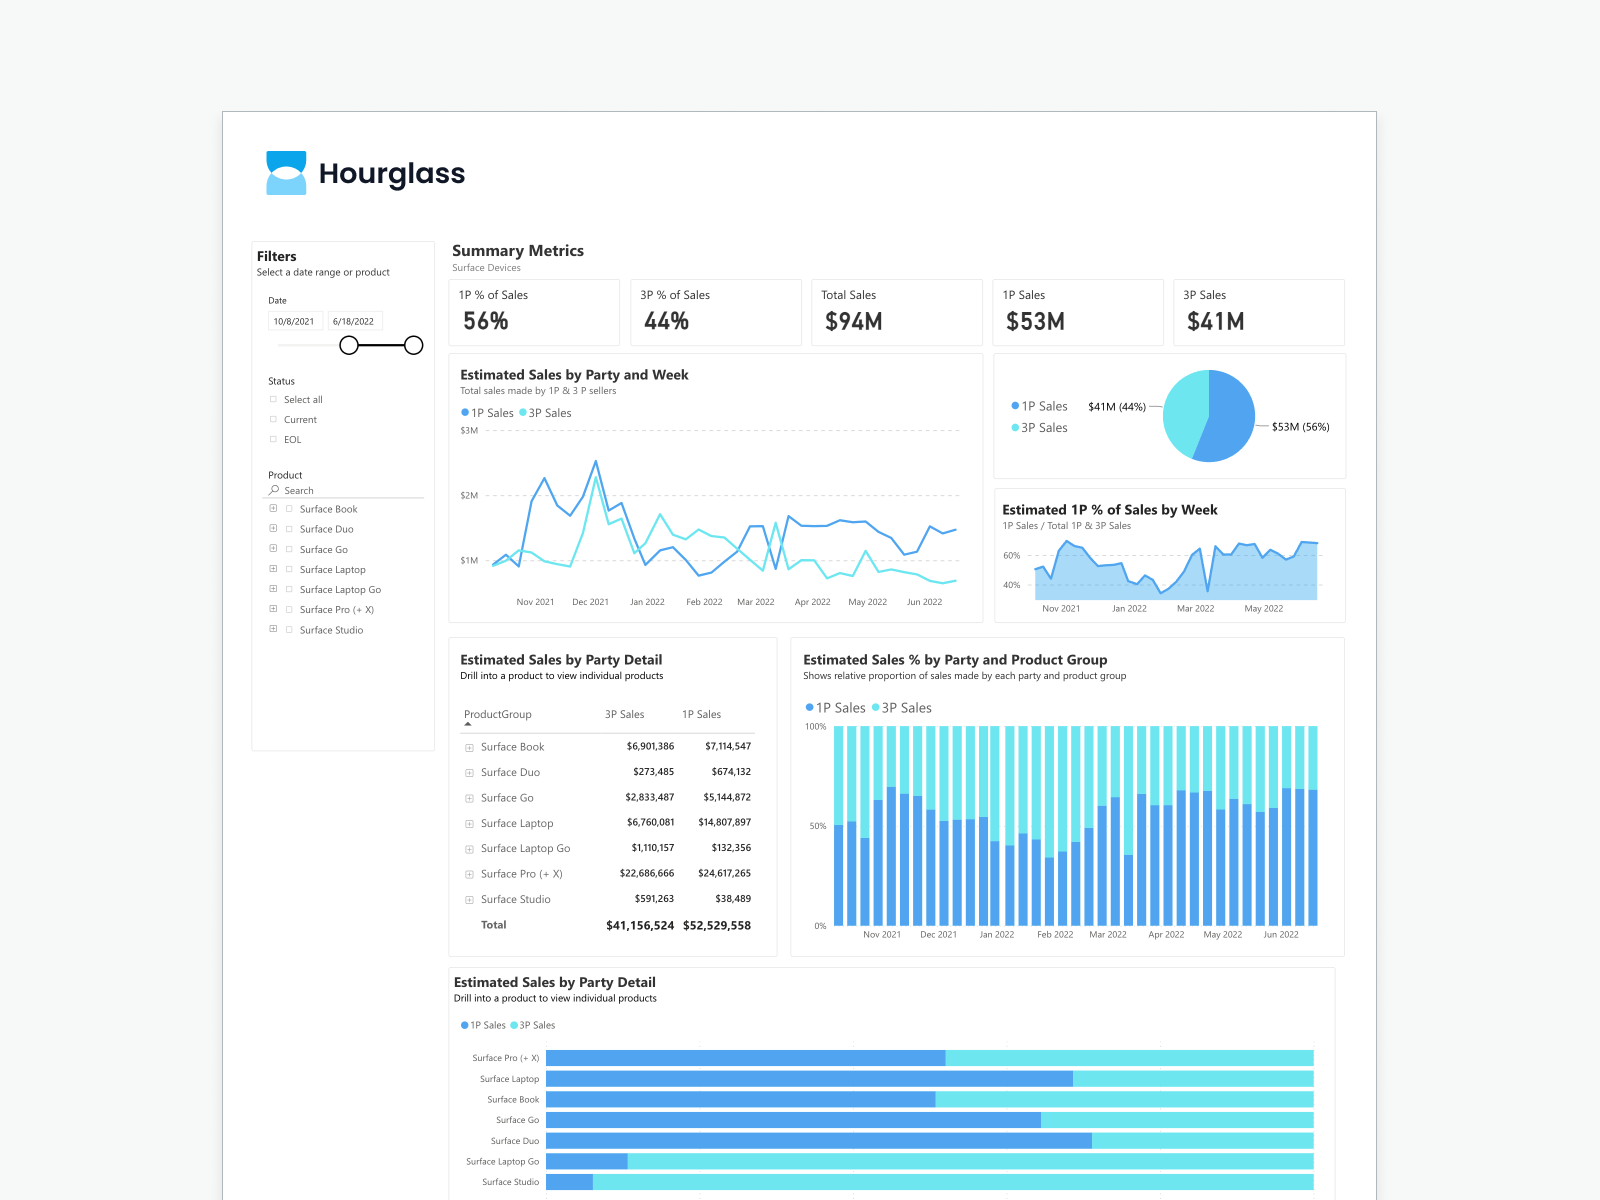 Hourglass
Filters
Select a date range or product
Date
10/8/2021 6/18/2022
Status
Select all
Current
EOL
Product
Search
Surface Book
Surface Duo
Surface Go
Surface Laptop
Surface Laptop Go
Surface Pro (+ X)
Surface Studio
Summary Metrics
Surface Devices
1P % of Sales
56%
3P % of Sales
44%
Total Sales
$94M
1P Sales
$53M
3P Sales
$41M
Estimated Sales by Party and Week
Total sales made by 1P & 3 P sellers
1P Sales 3P Sales
$3M
$2M
$1M
Nov 2021 Dec 2021 Jan 2022 Feb 2022 Mar 2022 Apr 2022 May 2022 Jun 2022
1P Sales
3P Sales
$41M (44%)
$53M (56%)
Estimated 1P % of Sales by Week
1P Sales / Total 1P & 3P Sales
60%
40%
Nov 2021 Jan 2022 Mar 2022 May 2022
Estimated Sales by Party Detail
Drill into a product to view individual products
ProductGroup 3P Sales 1P Sales
Surface Book $6,901,386 $7,114,547
Surface Duo $273,485 $674,132
Surface Go $2,833,487 $5,144,872
Surface Laptop $6,760,081 $14,807,897
Surface Laptop Go $1,110,157 $132,356
Surface Pro (+ X) $22,686,666 $24,617,265
Surface Studio $591,263 $38,489
Total $41,156,524 $52,529,558
Estimated Sales % by Party and Product Group
Shows relative proportion of sales made by each party and product group
1P Sales 3P Sales
100%
50%
0%
Nov 2021 Dec 2021 Jan 2022 Feb 2022 Mar 2022 Apr 2022 May 2022 Jun 2022
Estimated Sales by Party Detail
Drill into a product to view individual products
1P Sales 3P Sales
Surface Pro (+ X)
Surface Laptop
Surface Book
Surface Go
Surface Duo
Surface Laptop Go
Surface Studio